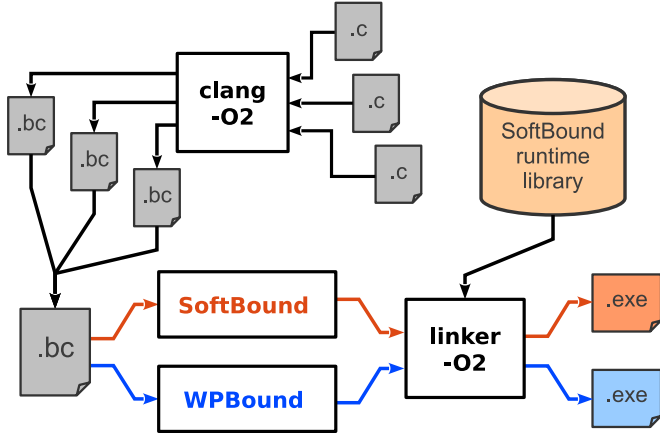 .c
clang
-O2
.c
.bc
.bc
.bc
.c
SoftBound
runtime
library
.bc
SoftBound
WPBound
linker
-O2
.exe
.exe